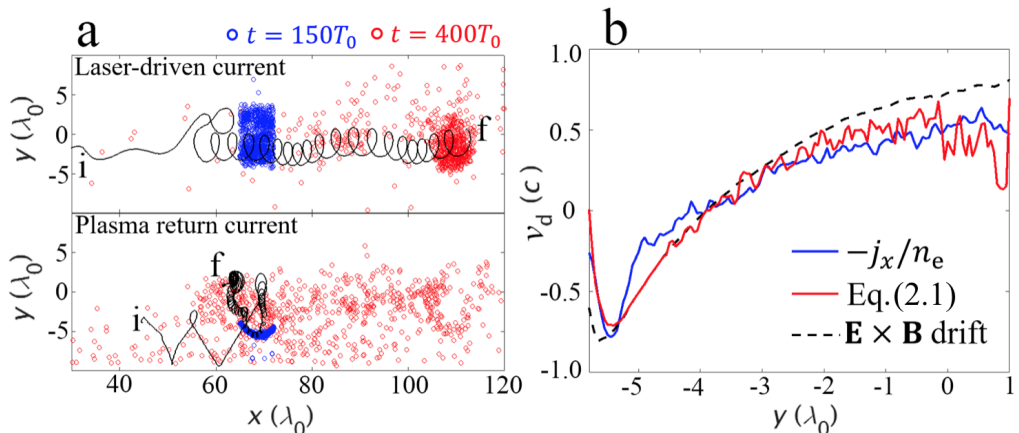 a
t = 150T₀ t = 400T₀
Laser-driven current
y (λ₀)
5
0
-5
i
f
Plasma return current
y (λ₀)
5
0
-5
i
f
40 60 80 100 120
x (λ₀)
b
v_d (c)
1.0
0.5
0
-0.5
-1.0
−j_x/n_e
Eq.(2.1)
E × B drift
-5 -4 -3 -2 -1 0 1
y (λ₀)